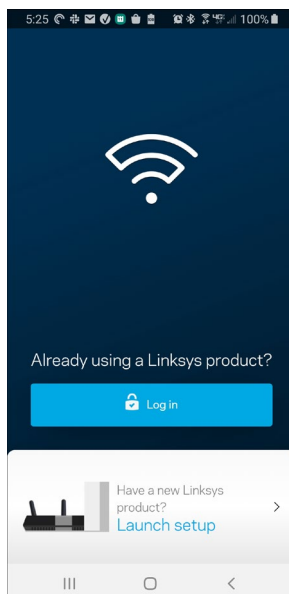 5:25 100%
Already using a Linksys product?
Log in
Have a new Linksys
product?
Launch setup